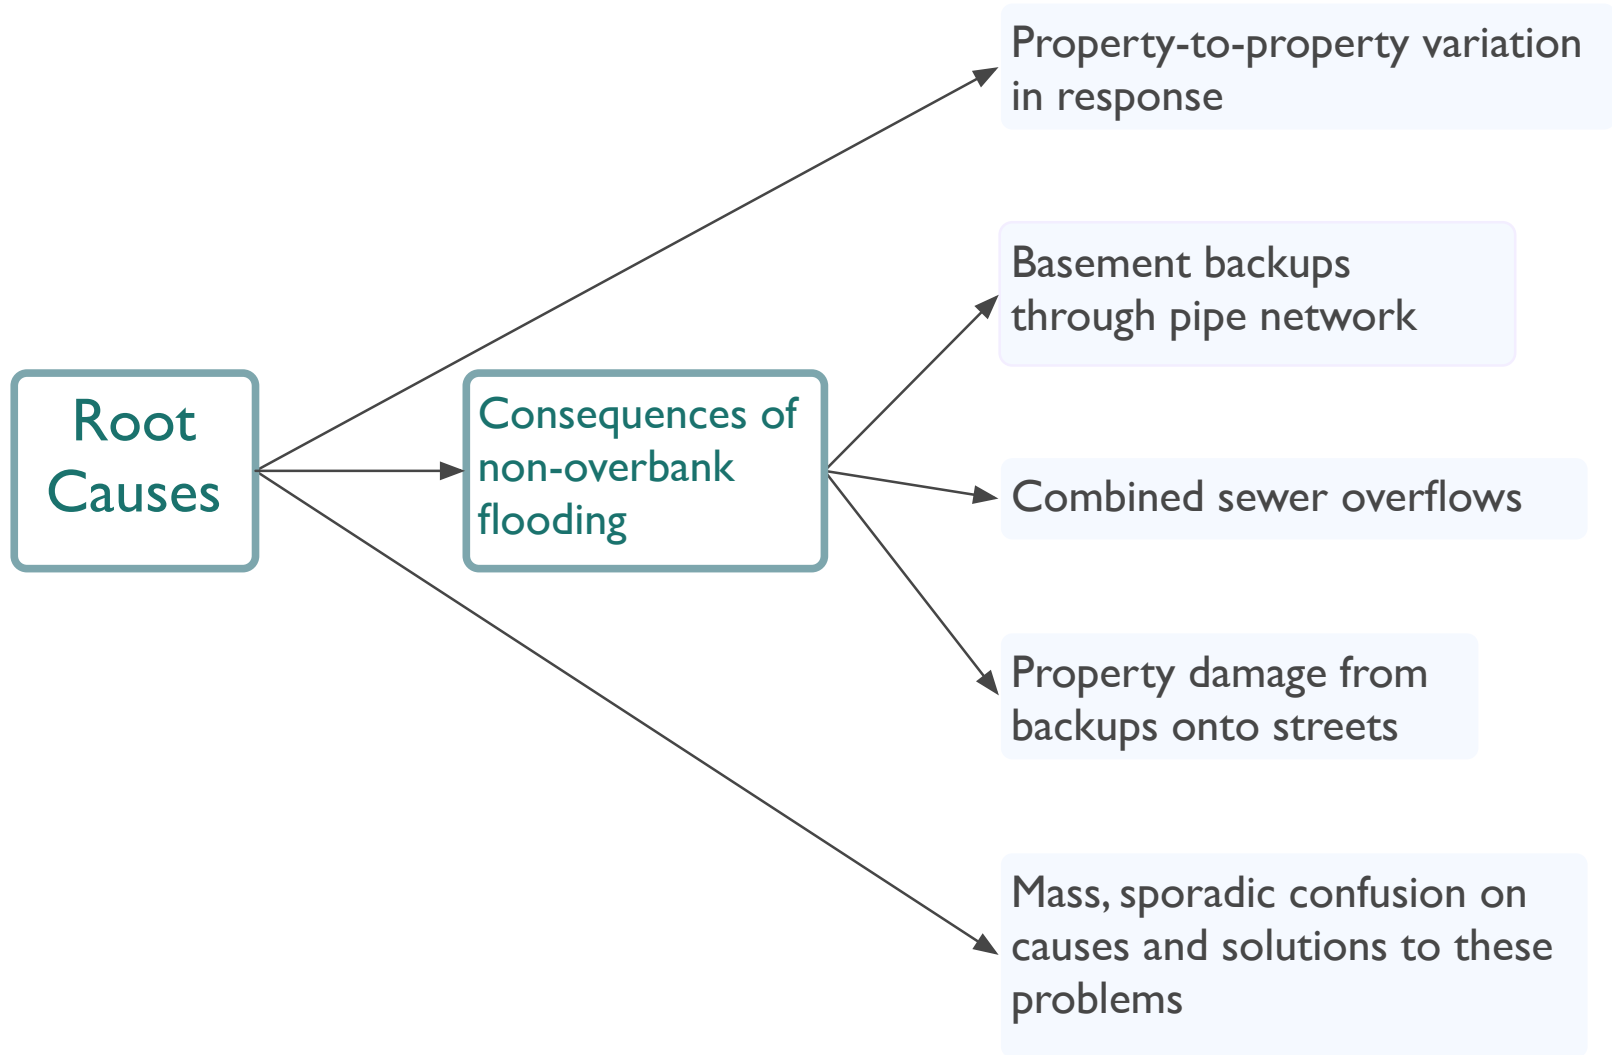 Root
Causes
Consequences of
non-overbank
flooding
Property-to-property variation
in response
Basement backups
through pipe network
Combined sewer overflows
Property damage from
backups onto streets
Mass, sporadic confusion on
causes and solutions to these
problems